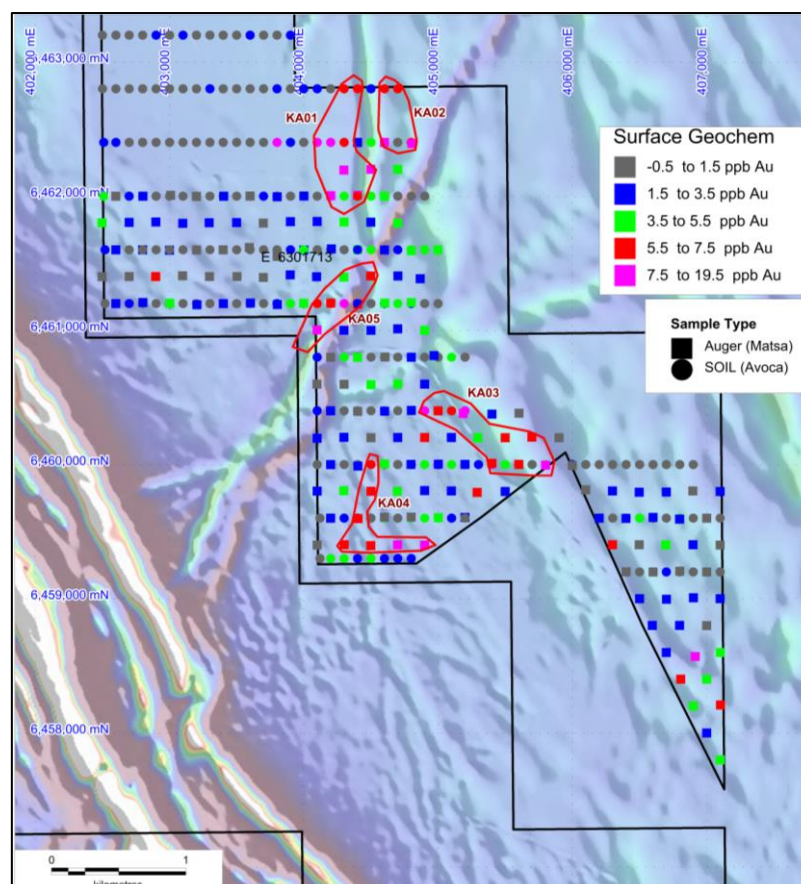 402,000 mE
403,000 mE
404,000 mE
405,000 mE
406,000 mE
407,000 mE
6,463,000 mN
6,462,000 mN
6,461,000 mN
6,460,000 mN
6,459,000 mN
6,458,000 mN
KA01
KA02
E 6301713
KA05
KA03
KA04
Surface Geochem
-0.5 to 1.5 ppb Au
1.5 to 3.5 ppb Au
3.5 to 5.5 ppb Au
5.5 to 7.5 ppb Au
7.5 to 19.5 ppb Au
Sample Type
Auger (Matsa)
SOIL (Avoca)
0 1
kilometres